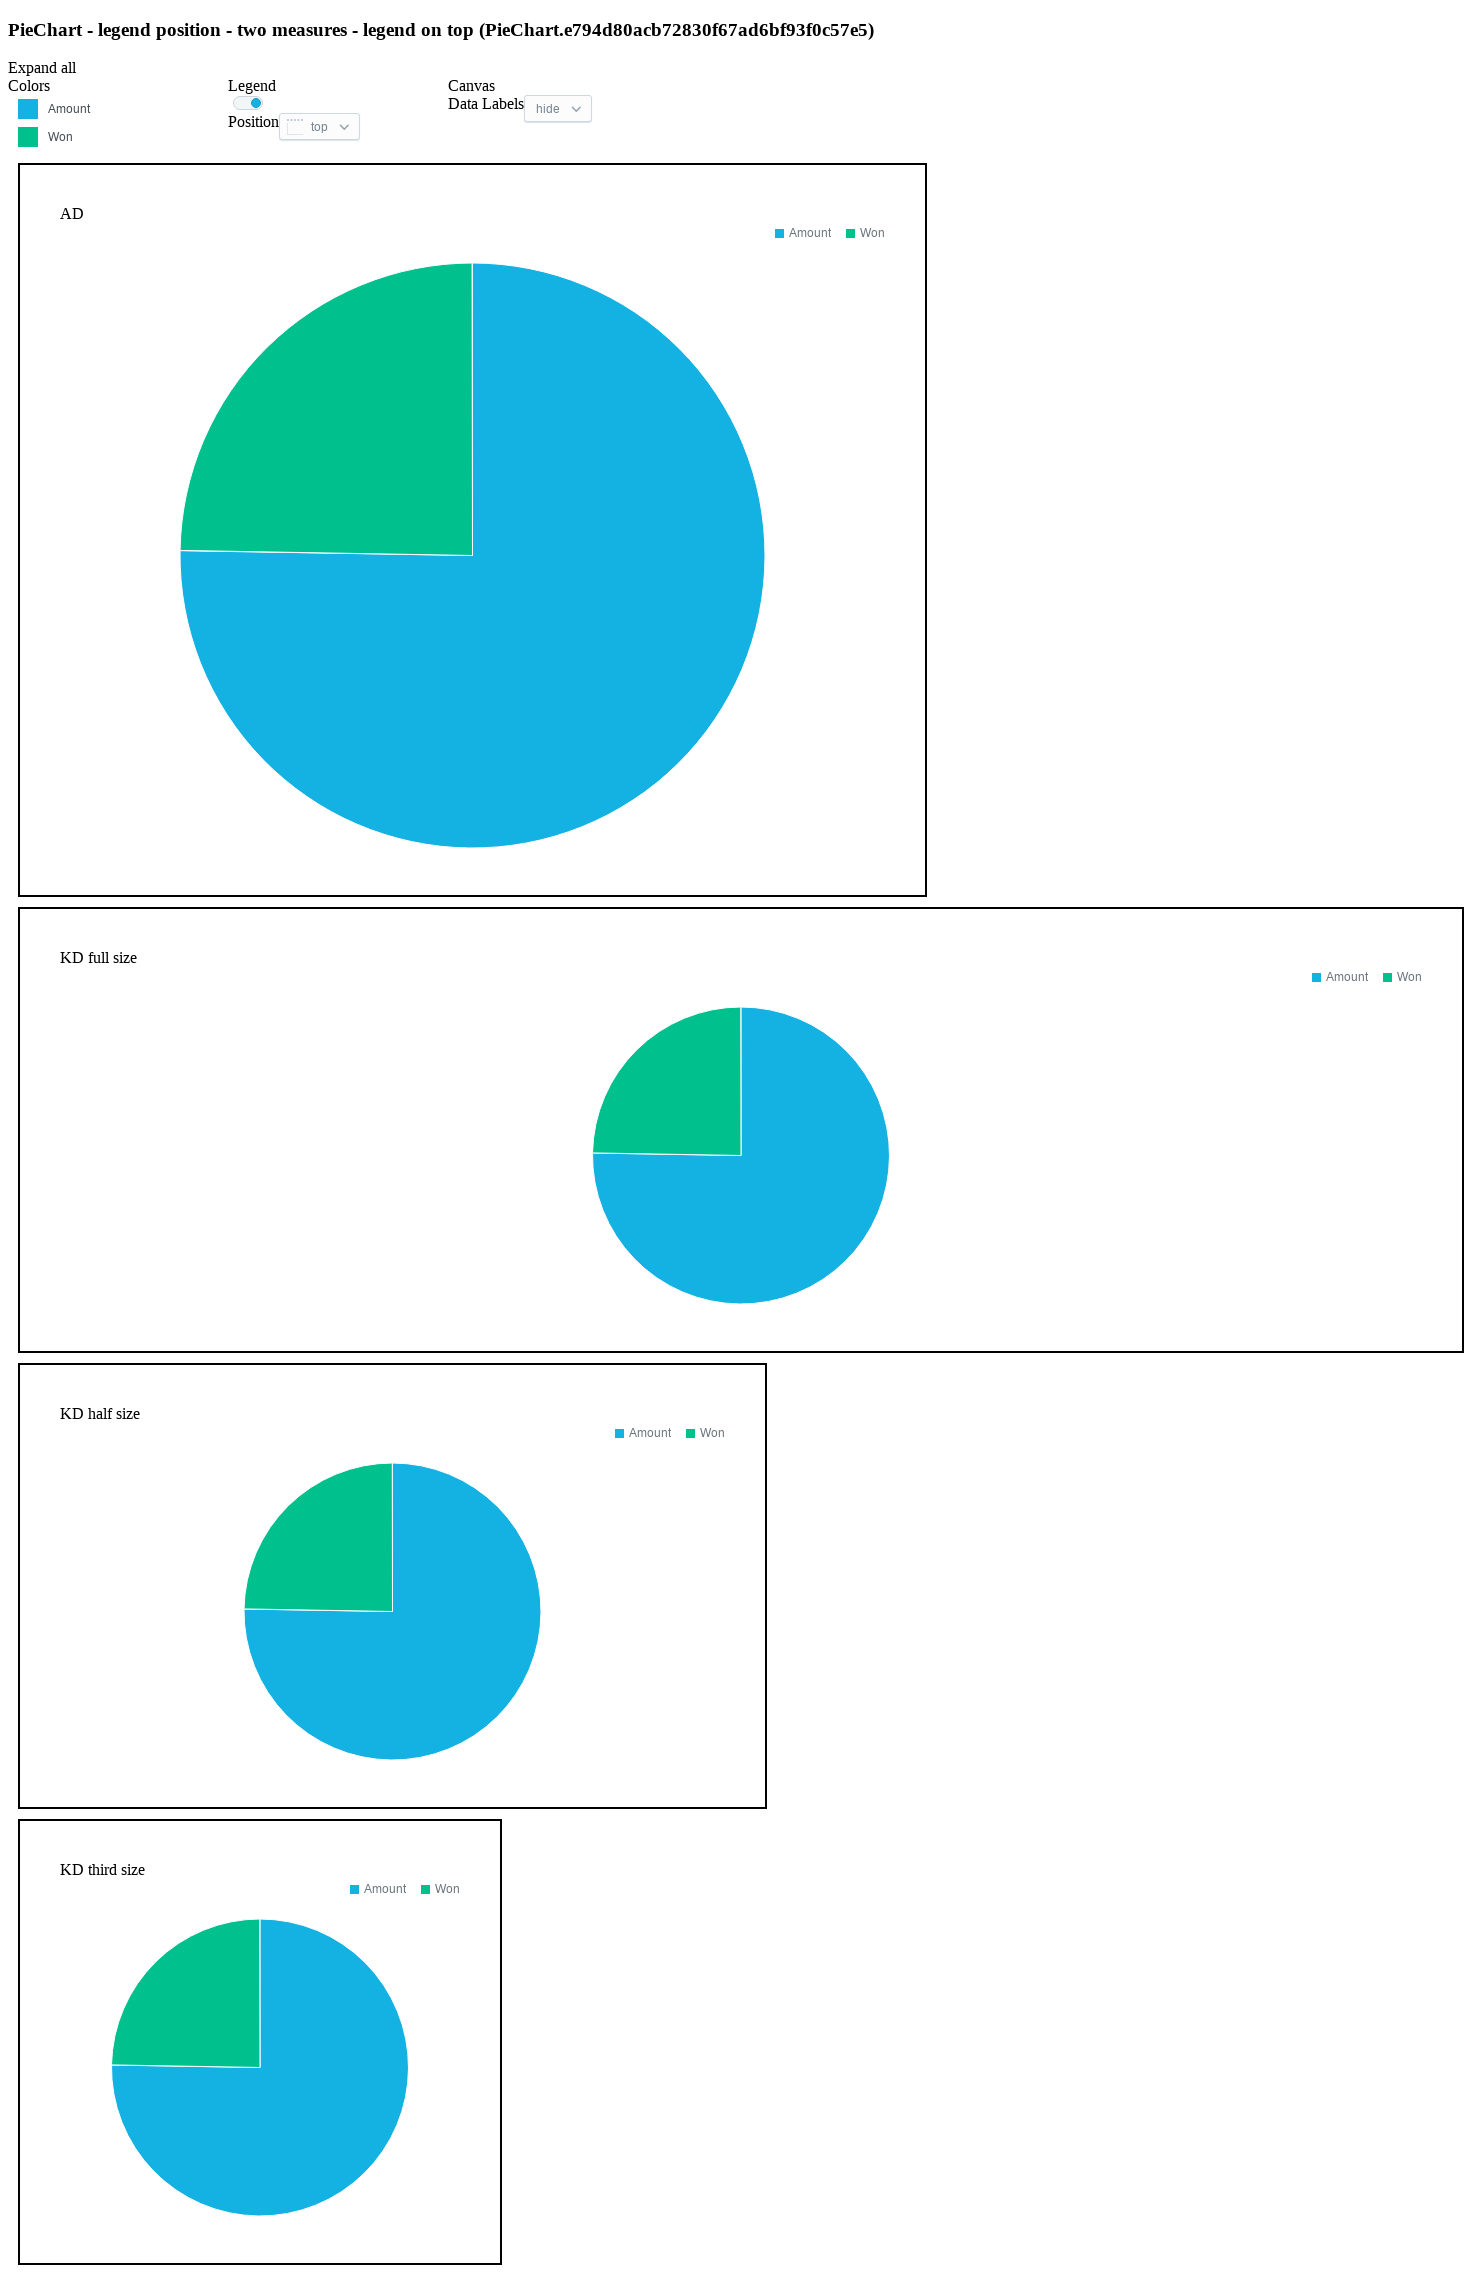 PieChart - legend position - two measures - legend on top (PieChart.e794d80acb72830f67ad6bf93f0c57e5)
Expand all
Colors
Amount
Won
Legend
Position top
Canvas
Data Labels hide
AD
Amount Won
KD full size
Amount Won
KD half size
Amount Won
KD third size
Amount Won